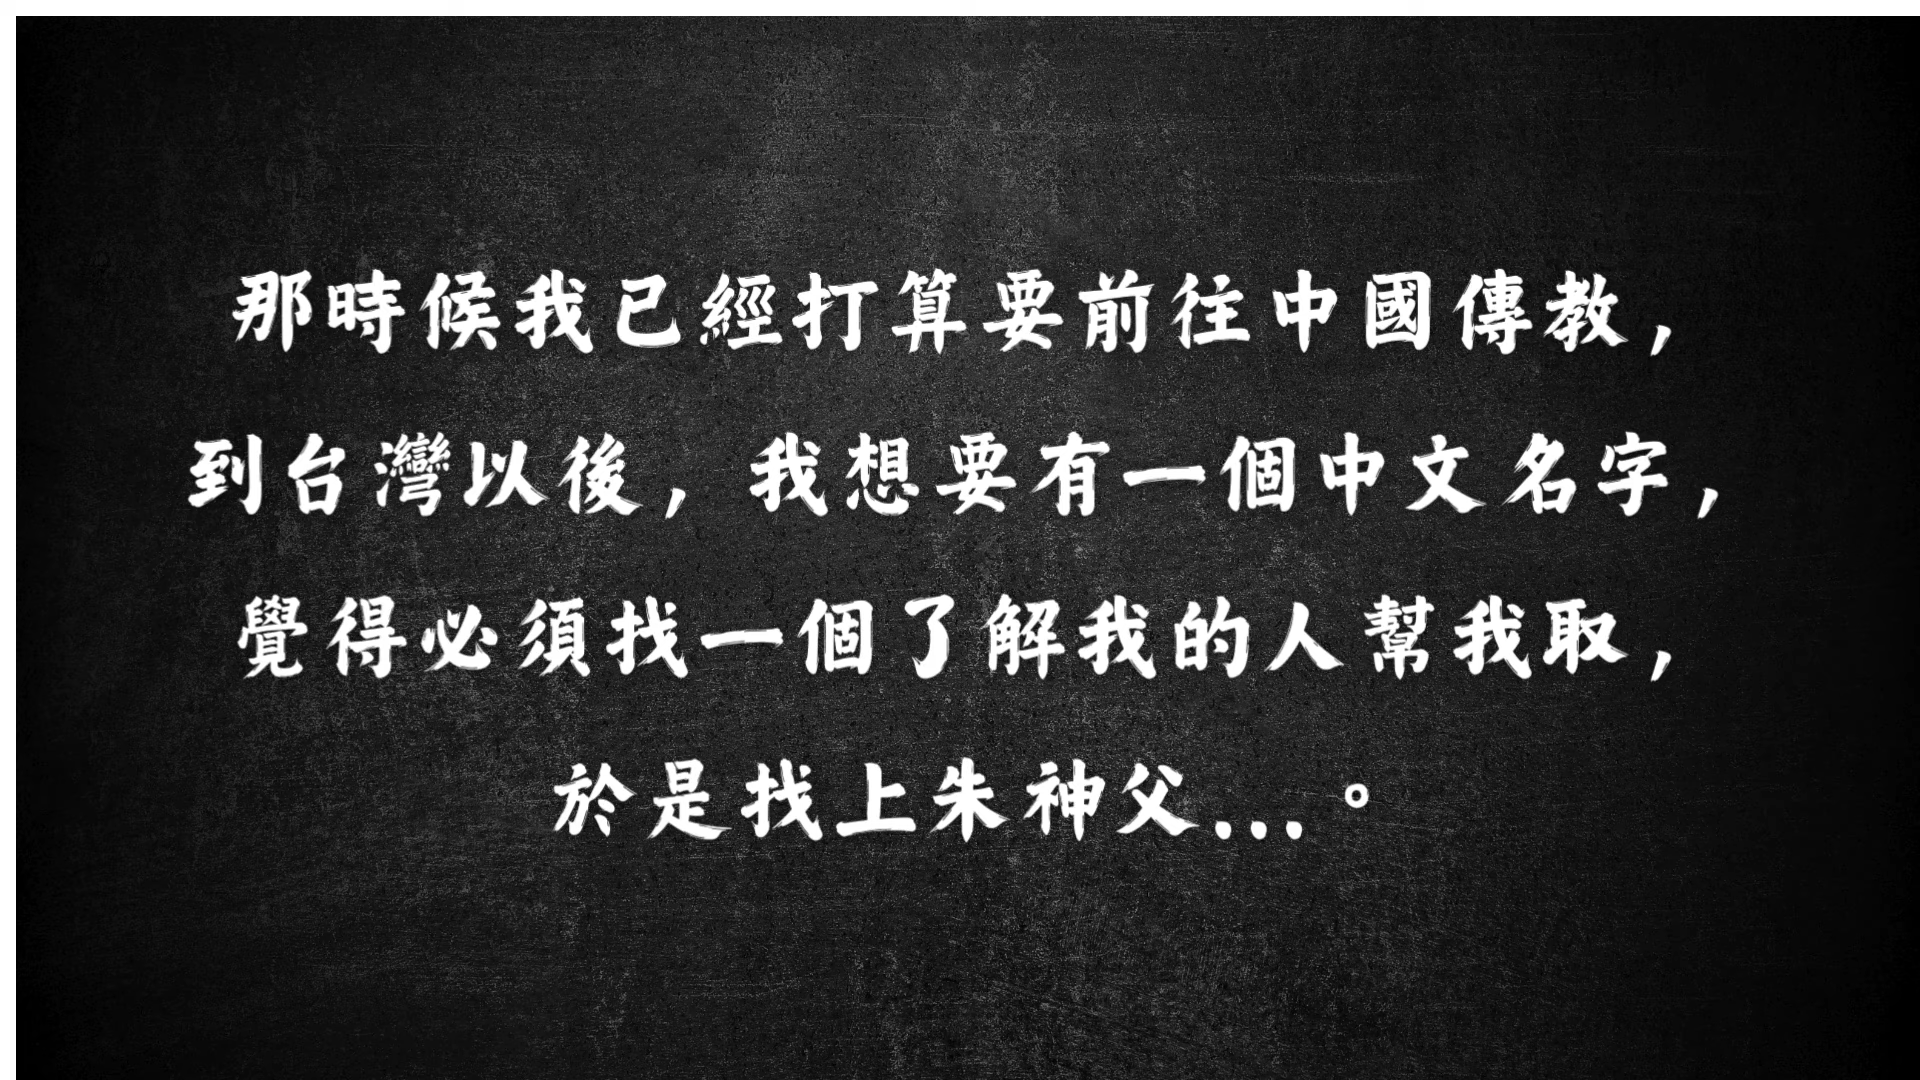 那時候我已經打算要前往中國傳教，
到台灣以後，我想要有一個中文名字，
覺得必須找一個了解我的人幫我取，
於是找上朱神父...。